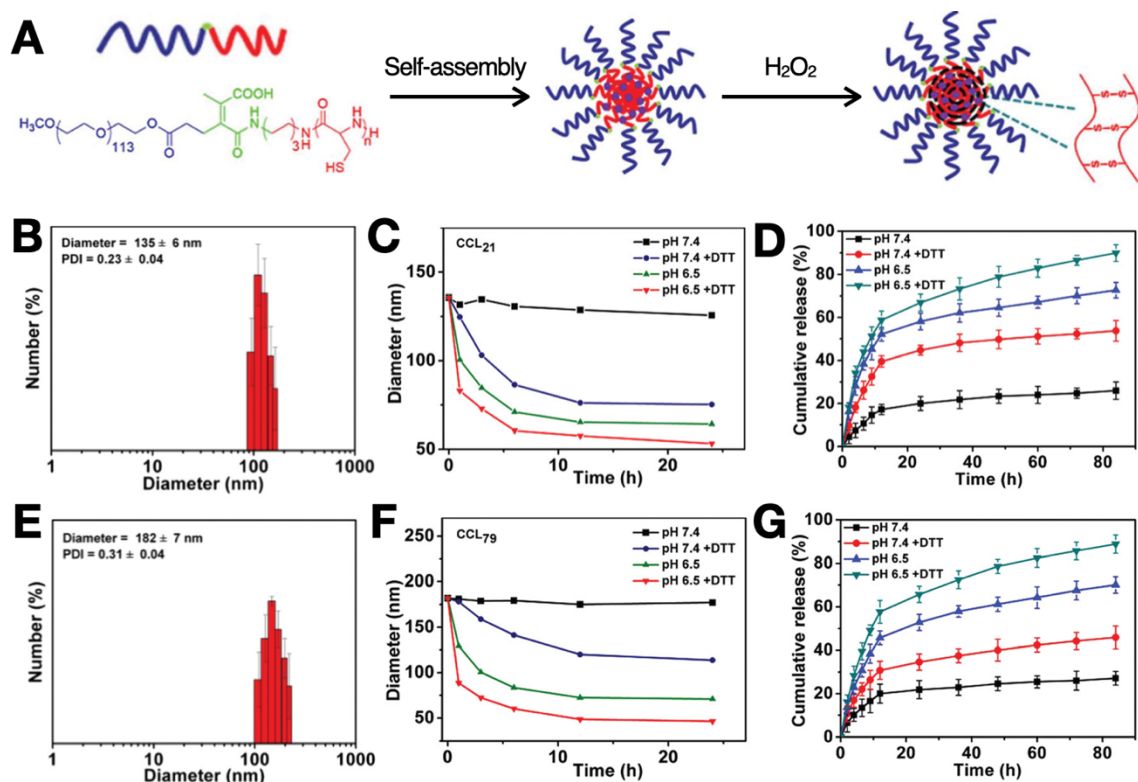 A
Self-assembly
H₂O₂
COOH
H₃CO
O
113
O
O
O
H
N
3
N
H
O
H
N
n
HS
-S-S-
-S-S-
B
Diameter = 135 ± 6 nm
PDI = 0.23 ± 0.04
Number (%)
1 10 100 1000
Diameter (nm)
C
CCL₂₁
pH 7.4
pH 7.4 +DTT
pH 6.5
pH 6.5 +DTT
150
100
50
Diameter (nm)
0 5 10 15 20 25
Time (h)
D
pH 7.4
pH 7.4 +DTT
pH 6.5
pH 6.5 +DTT
100
80
60
40
20
0
Cumulative release (%)
0 20 40 60 80
Time (h)
E
Diameter = 182 ± 7 nm
PDI = 0.31 ± 0.04
Number (%)
1 10 100 1000
Diameter (nm)
F
CCL₇₉
pH 7.4
pH 7.4 +DTT
pH 6.5
pH 6.5 +DTT
250
200
150
100
50
Diameter (nm)
0 5 10 15 20 25
Time (h)
G
pH 7.4
pH 7.4 +DTT
pH 6.5
pH 6.5 +DTT
100
80
60
40
20
0
Cumulative release (%)
0 20 40 60 80
Time (h)